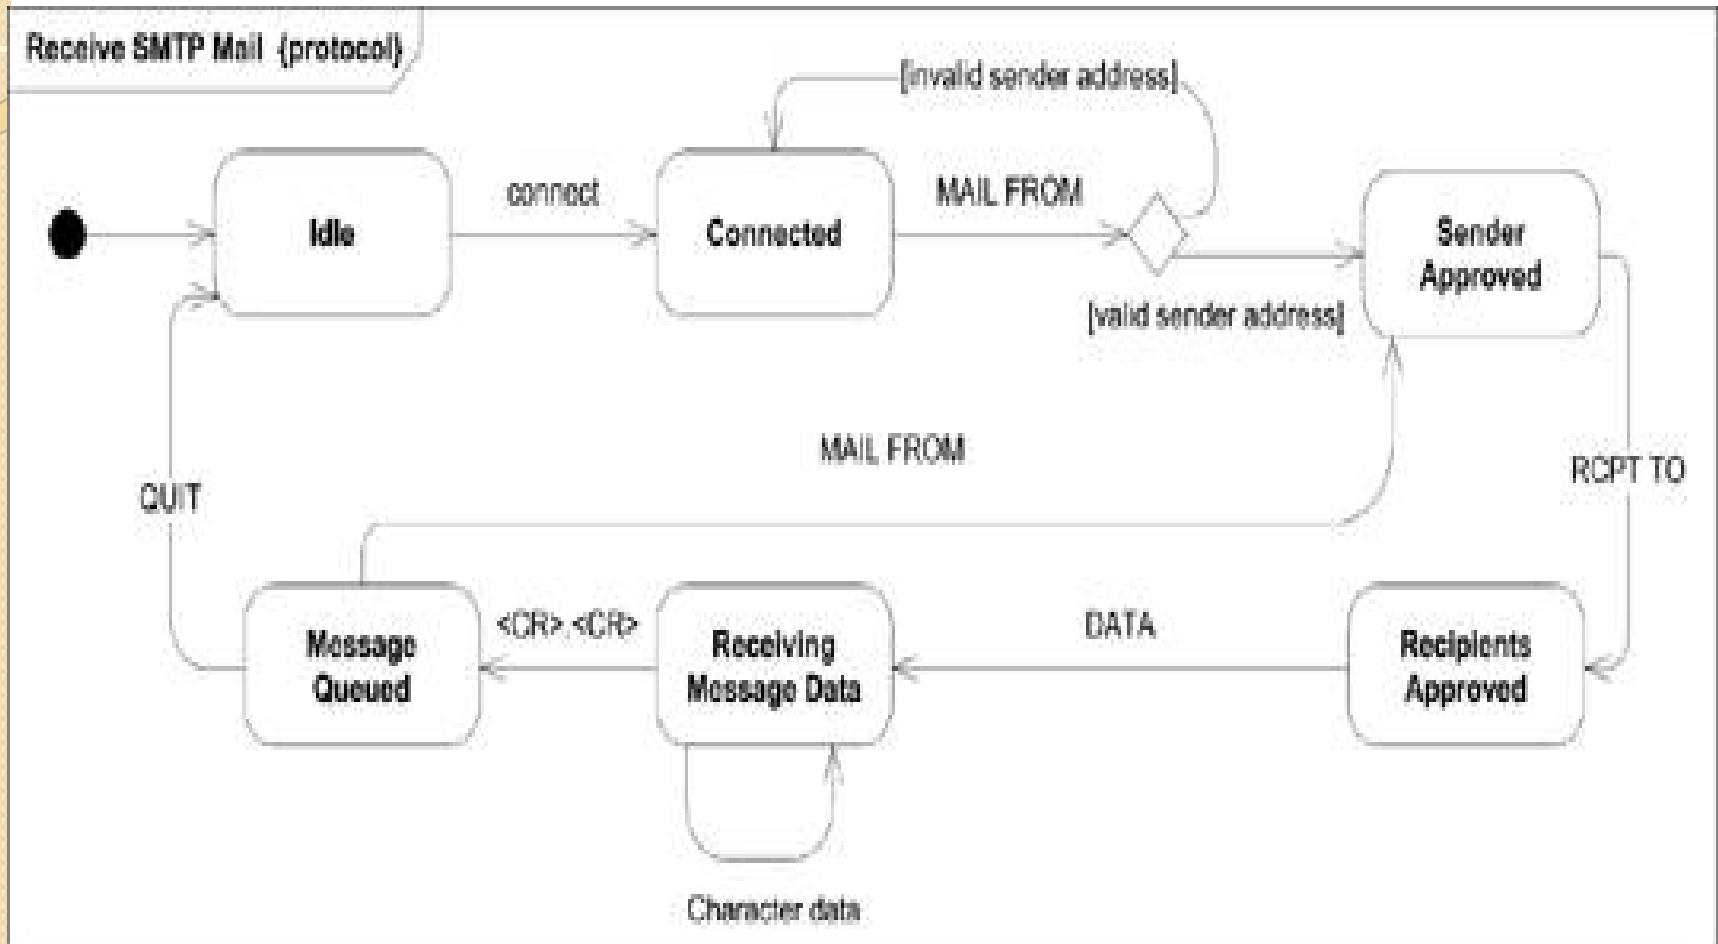 Receive SMTP Mail {protocol}
[invalid sender address]
connect
MAIL FROM
Idle
Connected
Sender
Approved
[valid sender address]
MAIL FROM
RCPT TO
QUIT
<CR>.<CR>
DATA
Message
Queued
Receiving
Message Data
Recipients
Approved
Character data